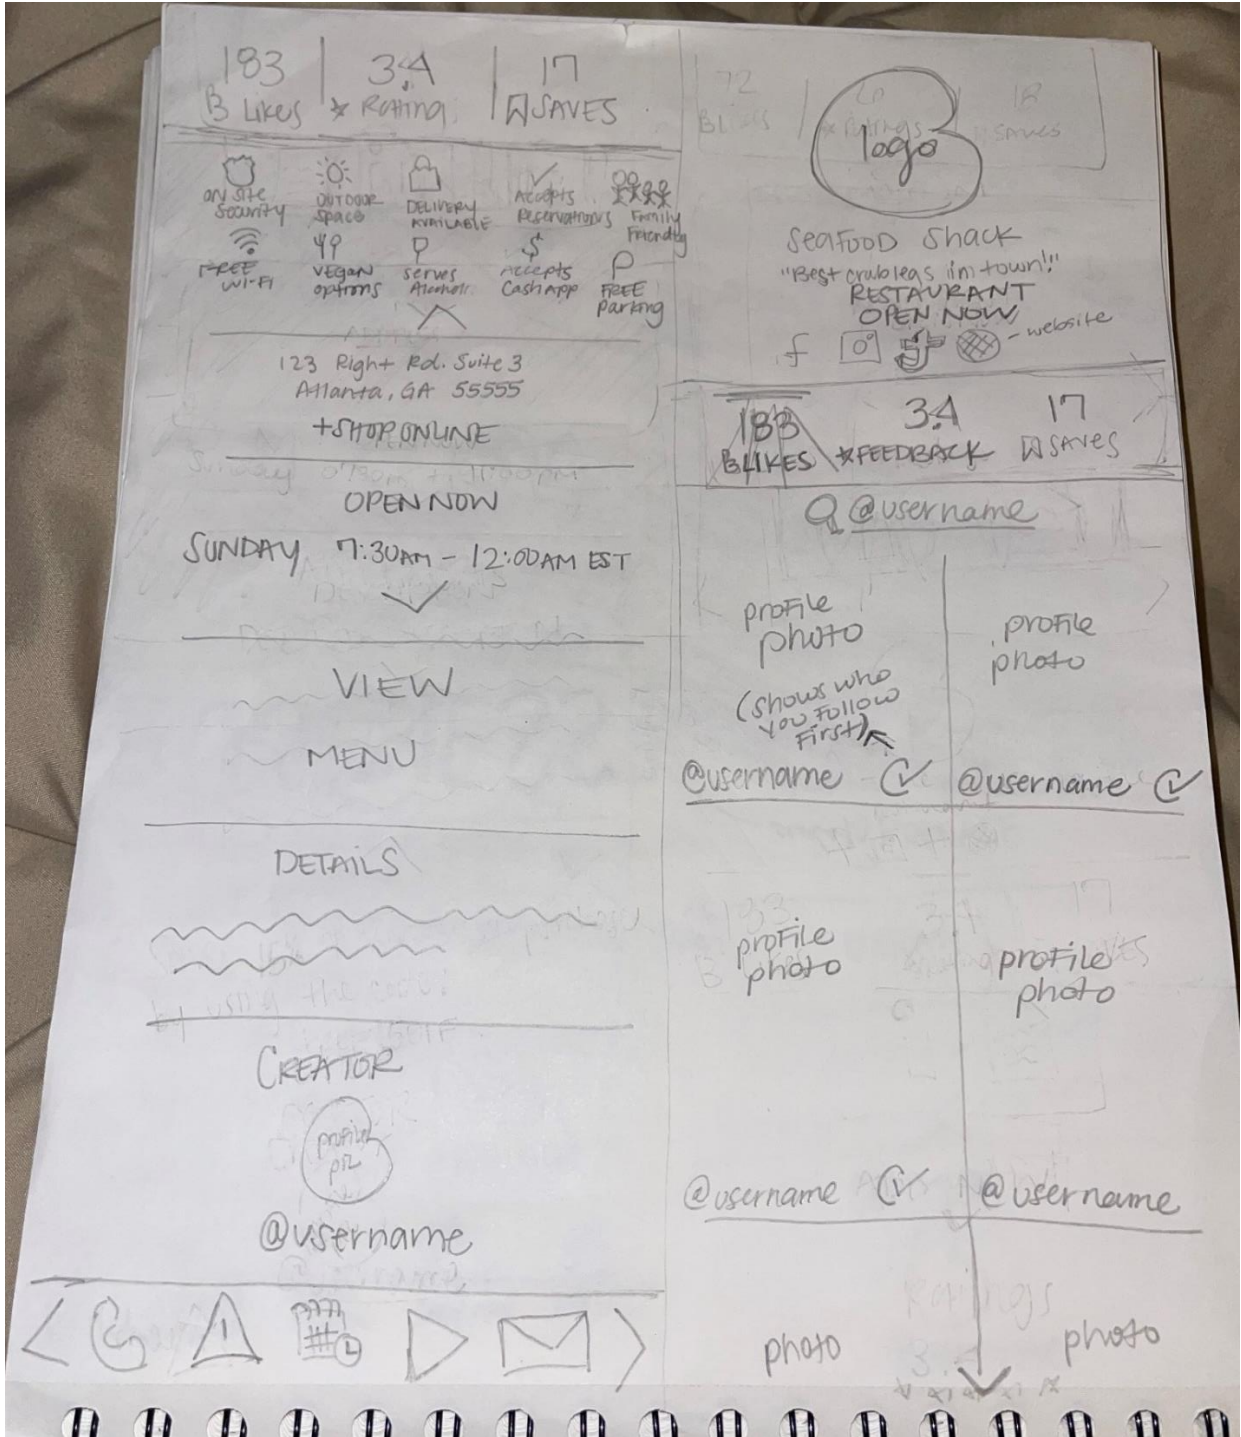 183 3.4 17
B Likes ★ Rating SAVES
ON SITE
Security
OUTDOOR
Space
DELIVERY
AVAILABLE
Accepts
Reservations
Family
Friendly
FREE
WI-FI
VEGAN
options
Serves
Alcohol
Accepts
CashApp
P
FREE
Parking
123 Right Rd. Suite 3
Atlanta, GA 55555
+SHOP ONLINE
OPEN NOW
SUNDAY 7:30AM - 12:00AM EST
VIEW
MENU
DETAILS
CREATOR
profile
pic
@username
logo
SEAFOOD Shack
"Best crab legs in town!"
RESTAURANT
OPEN NOW
f - website
183 3.4 17
B LIKES ★FEEDBACK SAVES
@username
profile
photo
(shows who
you follow
First)
@username
profile
photo
@username
profile
photo
@username
profile
photo
@username
photo
photo